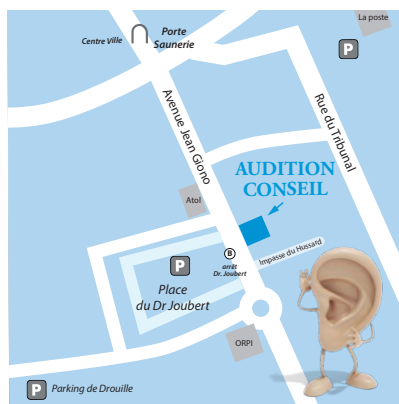 La poste
Centre Ville
Porte
Saunerie
P
Avenue Jean Giono
Rue du Tribunal
AUDITION
CONSEIL
Atol
B
arrêt
Dr. Joubert
Impasse du Hussard
P
Place
du Dr Joubert
ORPI
P
Parking de Drouille